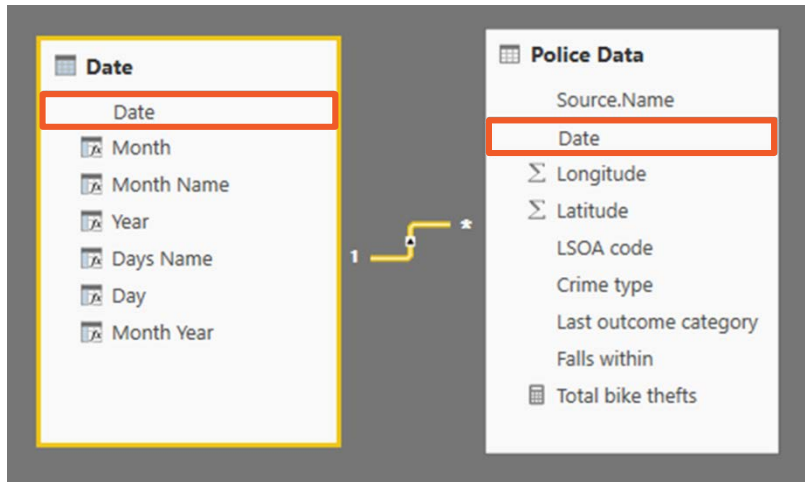 Date
Date
Month
Month Name
Year
Days Name
Day
Month Year
1
*
Police Data
Source.Name
Date
Σ Longitude
Σ Latitude
LSOA code
Crime type
Last outcome category
Falls within
Total bike thefts